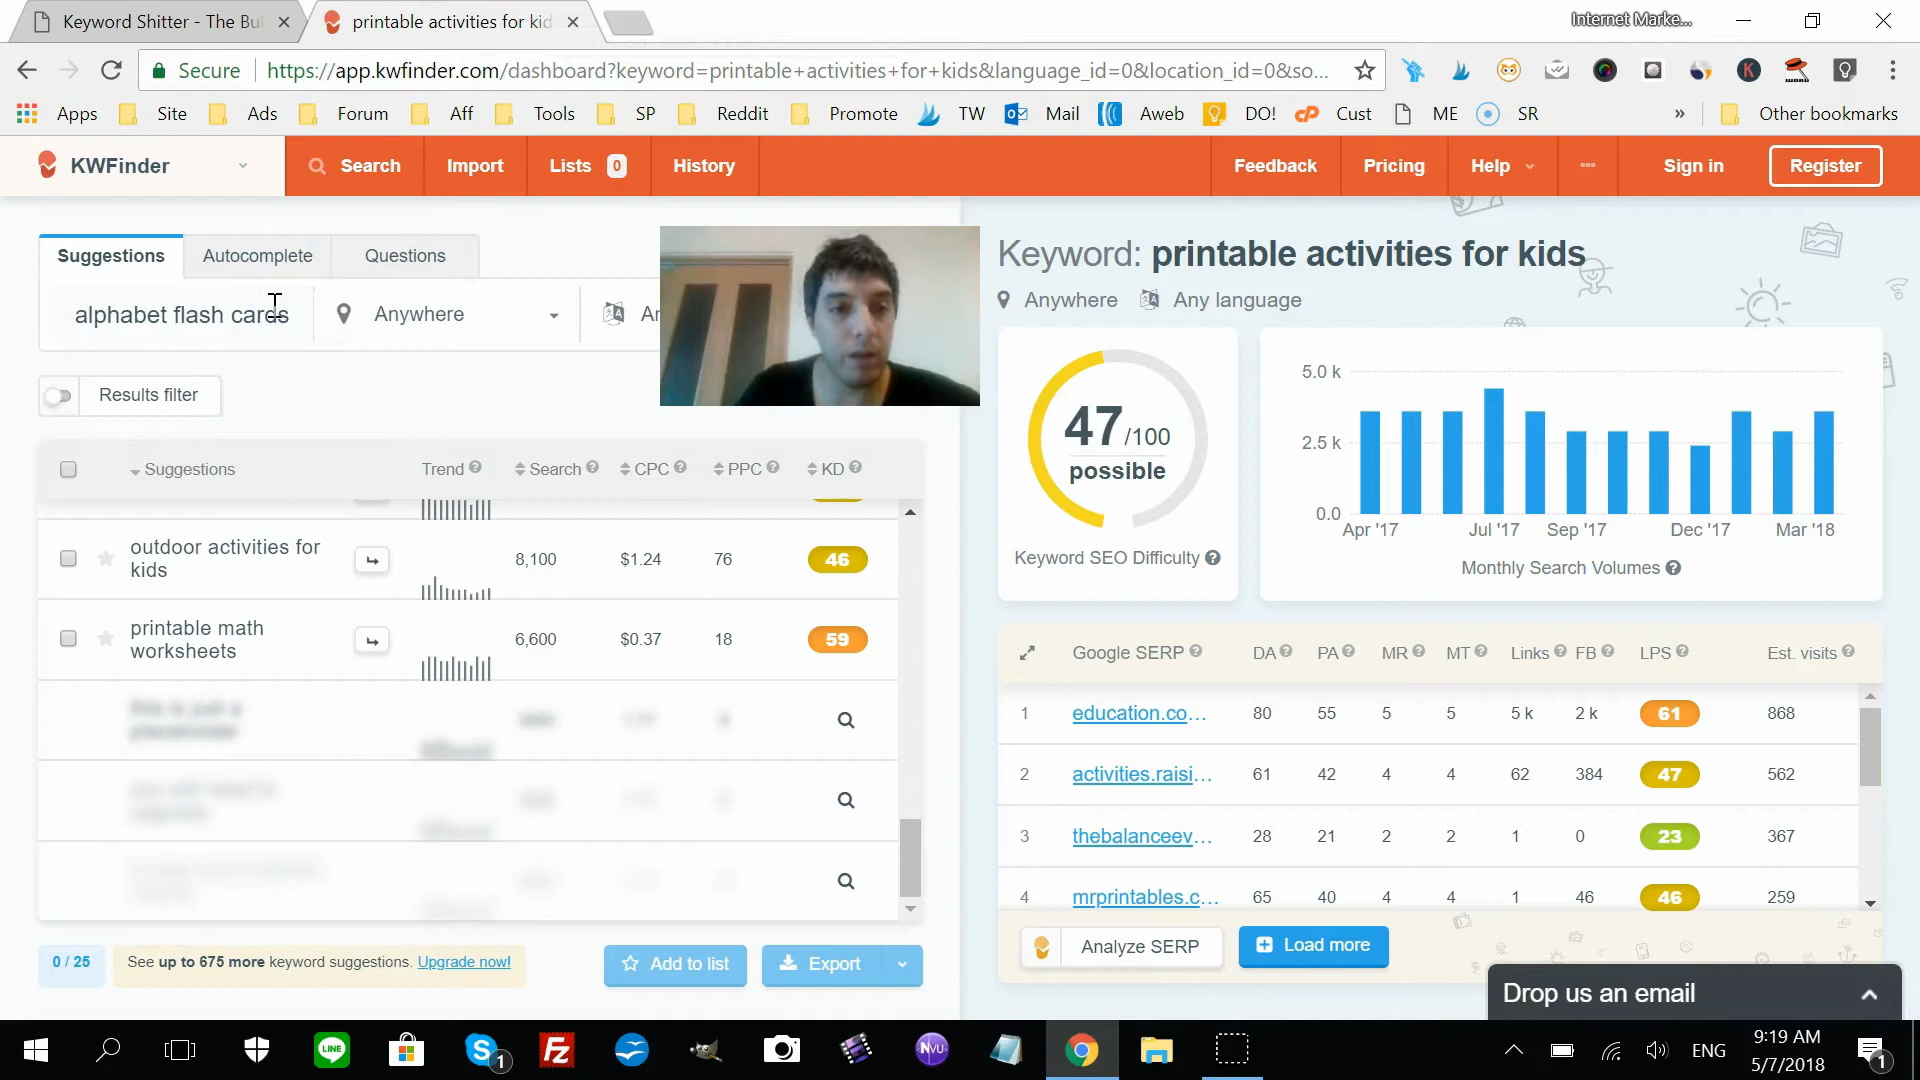 Keyword Shitter - The Bul
printable activities for kid
Internet Marke...
Secure
https://app.kwfinder.com/dashboard?keyword=printable+activities+for+kids&language_id=0&location_id=0&so...
Apps
Site
Ads
Forum
Aff
Tools
SP
Reddit
Promote
TW
Mail
Aweb
DO!
Cust
ME
SR
»
Other bookmarks
KWFinder
Search
Import
Lists 0
History
Feedback
Pricing
Help
Sign in
Register
Suggestions
Autocomplete
Questions
alphabet flash cards
Anywhere
Results filter
Suggestions
Trend
Search
CPC
PPC
KD
outdoor activities for
kids
8,100
$1.24
76
46
printable math
worksheets
6,600
$0.37
18
59
this is just a
placeholder
0 / 25
See up to 675 more keyword suggestions. Upgrade now!
Add to list
Export
Keyword: printable activities for kids
Anywhere
Any language
47 /100
possible
Keyword SEO Difficulty
5.0 k
2.5 k
0.0
Apr '17
Jul '17
Sep '17
Dec '17
Mar '18
Monthly Search Volumes
Google SERP
DA
PA
MR
MT
Links
FB
LPS
Est. visits
1 education.co... 80 55 5 5 5 k 2 k 61 868
2 activities.raisi... 61 42 4 4 62 384 47 562
3 thebalanceev... 28 21 2 2 1 0 23 367
4 mrprintables.c... 65 40 4 4 1 46 46 259
Analyze SERP
Load more
Drop us an email
LINE
S 1
Fz
NVU
ENG
9:19 AM
5/7/2018
1